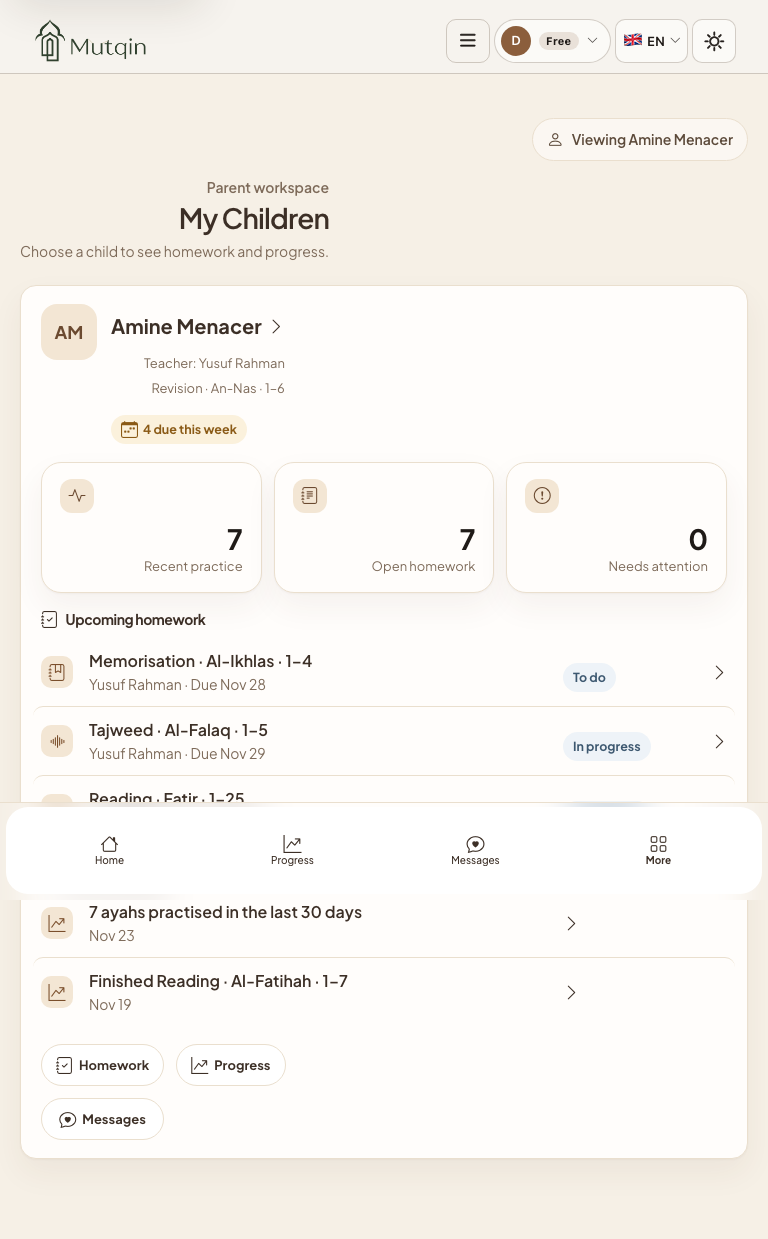 Mutqin
D
Free
EN
Viewing Amine Menacer
Parent workspace
My Children
Choose a child to see homework and progress.
AM
Amine Menacer
Teacher: Yusuf Rahman
Revision · An-Nas · 1–6
4 due this week
7
Recent practice
7
Open homework
0
Needs attention
Upcoming homework
Memorisation · Al-Ikhlas · 1–4
Yusuf Rahman · Due Nov 28
To do
Tajweed · Al-Falaq · 1–5
Yusuf Rahman · Due Nov 29
In progress
Reading · Fatir · 1–25
Home
Progress
Messages
More
7 ayahs practised in the last 30 days
Nov 23
Finished Reading · Al-Fatihah · 1–7
Nov 19
Homework
Progress
Messages